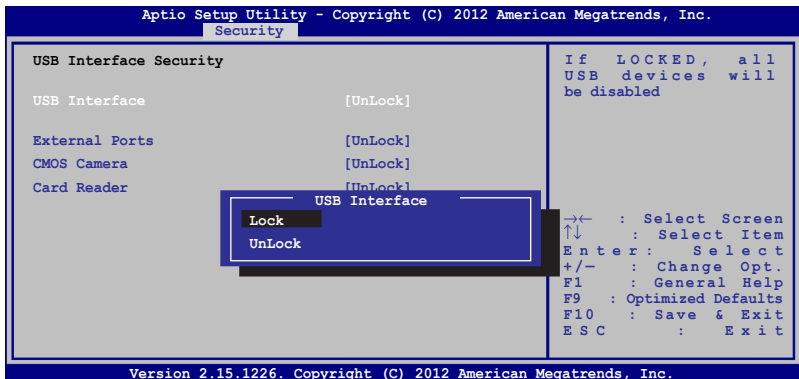 Aptio Setup Utility - Copyright (C) 2012 American Megatrends, Inc.
Security
USB Interface Security
USB Interface [UnLock]
External Ports [UnLock]
CMOS Camera [UnLock]
Card Reader [UnLock]
USB Interface
Lock
UnLock
If LOCKED, all
USB devices will
be disabled
→← : Select Screen
↑↓ : Select Item
Enter: Select
+/— : Change Opt.
F1 : General Help
F9 : Optimized Defaults
F10 : Save & Exit
ESC : Exit
Version 2.15.1226. Copyright (C) 2012 American Megatrends, Inc.